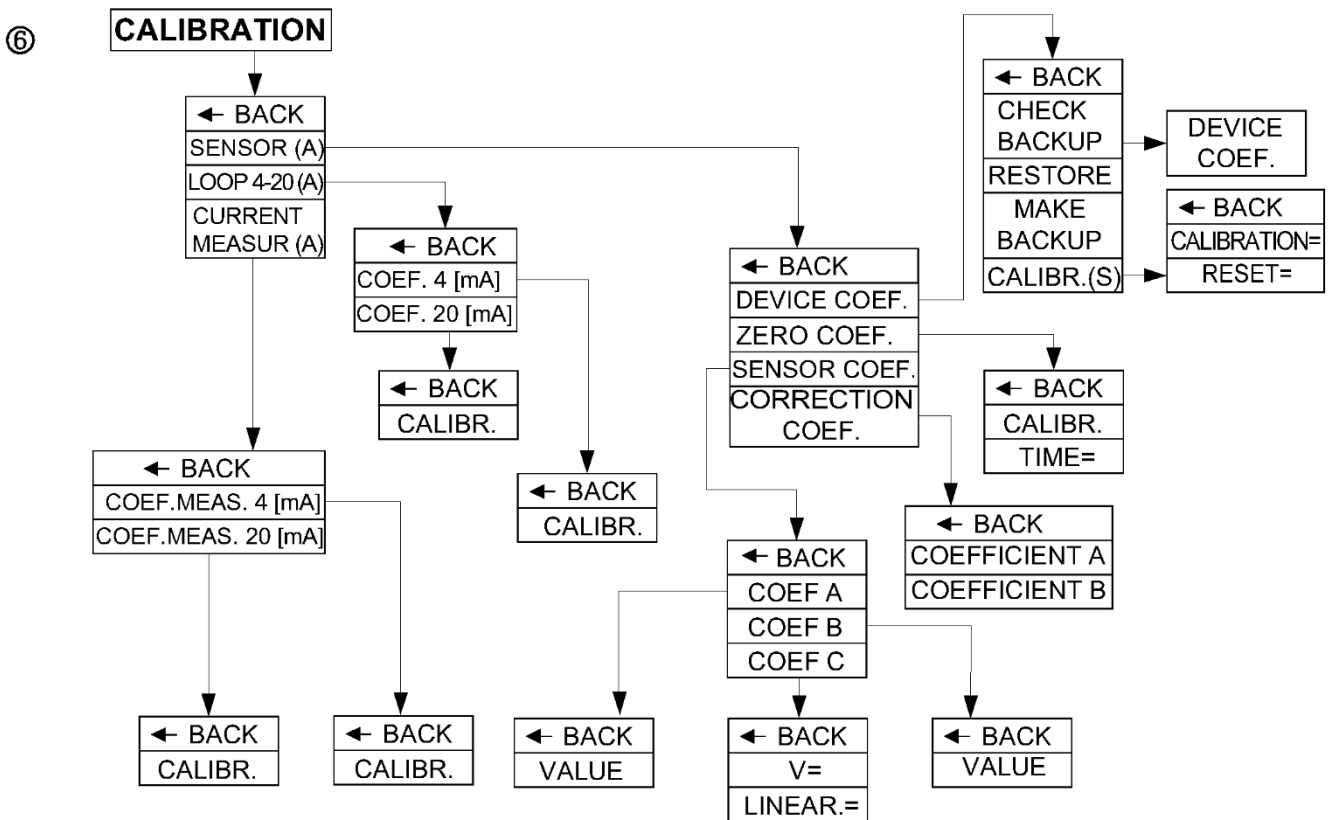 ⑥
CALIBRATION
← BACK
SENSOR (A)
LOOP 4-20 (A)
CURRENT
MEASUR (A)
← BACK
COEF. 4 [mA]
COEF. 20 [mA]
← BACK
CALIBR.
← BACK
CALIBR.
← BACK
COEF.MEAS. 4 [mA]
COEF.MEAS. 20 [mA]
← BACK
CALIBR.
← BACK
CALIBR.
← BACK
DEVICE COEF.
ZERO COEF.
SENSOR COEF.
CORRECTION
COEF.
← BACK
CHECK
BACKUP
RESTORE
MAKE
BACKUP
CALIBR.(S)
DEVICE
COEF.
← BACK
CALIBRATION=
RESET=
← BACK
CALIBR.
TIME=
← BACK
COEFFICIENT A
COEFFICIENT B
← BACK
COEF A
COEF B
COEF C
← BACK
VALUE
← BACK
V=
LINEAR.=
← BACK
VALUE